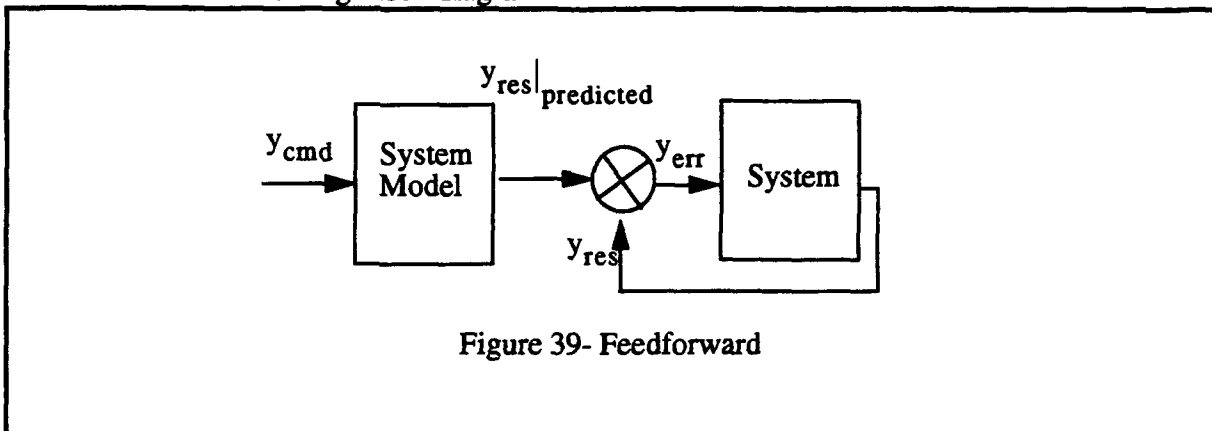 y_res|_predicted
y_cmd
System
Model
y_err
System
y_res
Figure 39- Feedforward